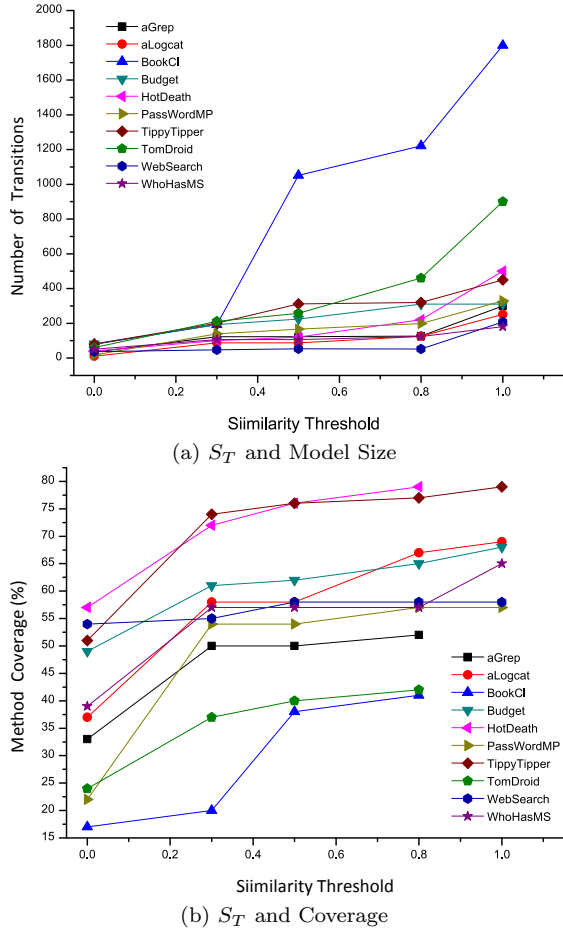 2000
1800
1600
1400
1200
1000
800
600
400
200
0
Number of Transitions
aGrep
aLogcat
BookCl
Budget
HotDeath
PassWordMP
TippyTipper
TomDroid
WebSearch
WhoHasMS
0.0 0.2 0.4 0.6 0.8 1.0
Siimilarity Threshold
(a) S_T and Model Size
80
75
70
65
60
55
50
45
40
35
30
25
20
15
Method Coverage (%)
aGrep
aLogcat
BookCl
Budget
HotDeath
PassWordMP
TippyTipper
TomDroid
WebSearch
WhoHasMS
0.0 0.2 0.4 0.6 0.8 1.0
Siimilarity Threshold
(b) S_T and Coverage